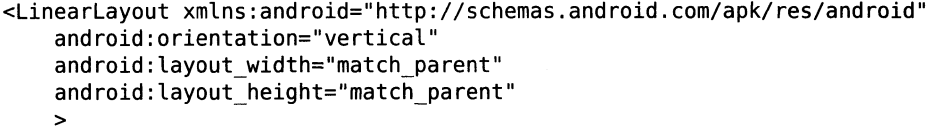 <LinearLayout xmlns:android="http://schemas.android.com/apk/res/android"
    android:orientation="vertical"
    android:layout_width="match_parent"
    android:layout_height="match_parent"
    >